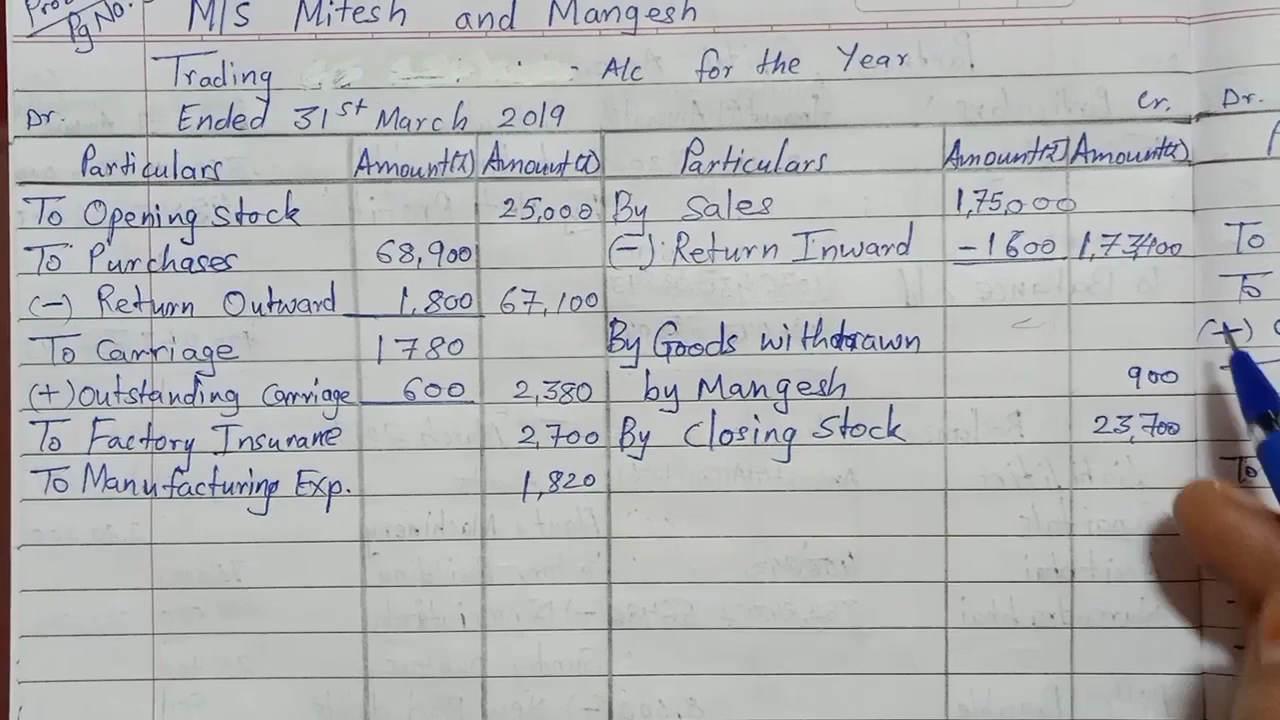 Pg No.
M/S Mitesh and Mangesh
Trading A/c for the Year
Dr. Ended 31st March 2019 Cr. Dr.
Particulars Amount(₹) Amount(₹) Particulars Amount(₹) Amount(₹)
To Opening Stock 25,000 By Sales 1,75,000
To Purchases 68,900 (-) Return Inward -1600 1,73,400 To
(-) Return Outward 1,800 67,100 To
To Carriage 1780 By Goods withdrawn (+)
(+) Outstanding Carriage 600 2,380 by Mangesh 900
To Factory Insurane 2,700 By Closing Stock 23,700
To Manufacturing Exp. 1,820 To